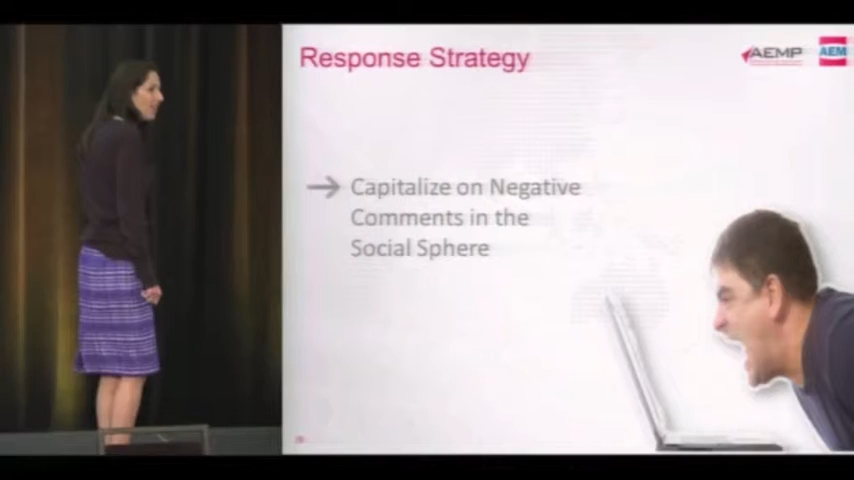 Response Strategy
AEMP
AEM
Capitalize on Negative
Comments in the
Social Sphere